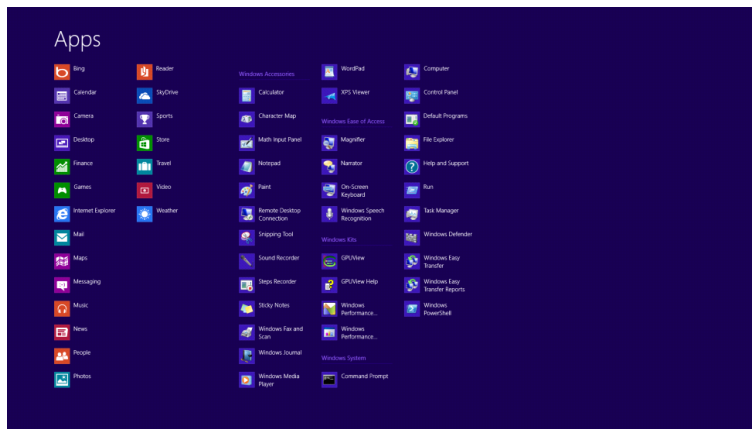 Apps
Bing
Calendar
Camera
Desktop
Finance
Games
Internet Explorer
Mail
Maps
Messaging
Music
News
People
Photos
Reader
SkyDrive
Sports
Store
Travel
Video
Weather
Windows Accessories
Calculator
Character Map
Math Input Panel
Notepad
Paint
Remote Desktop
Connection
Snipping Tool
Sound Recorder
Steps Recorder
Sticky Notes
Windows Fax and
Scan
Windows Journal
Windows Media
Player
WordPad
XPS Viewer
Windows Ease of Access
Magnifier
Narrator
On-Screen
Keyboard
Windows Speech
Recognition
Windows Kits
GPUView
GPUView Help
Windows
Performance...
Windows
Performance...
Windows System
Command Prompt
Computer
Control Panel
Default Programs
File Explorer
Help and Support
Run
Task Manager
Windows Defender
Windows Easy
Transfer
Windows Easy
Transfer Reports
Windows
PowerShell